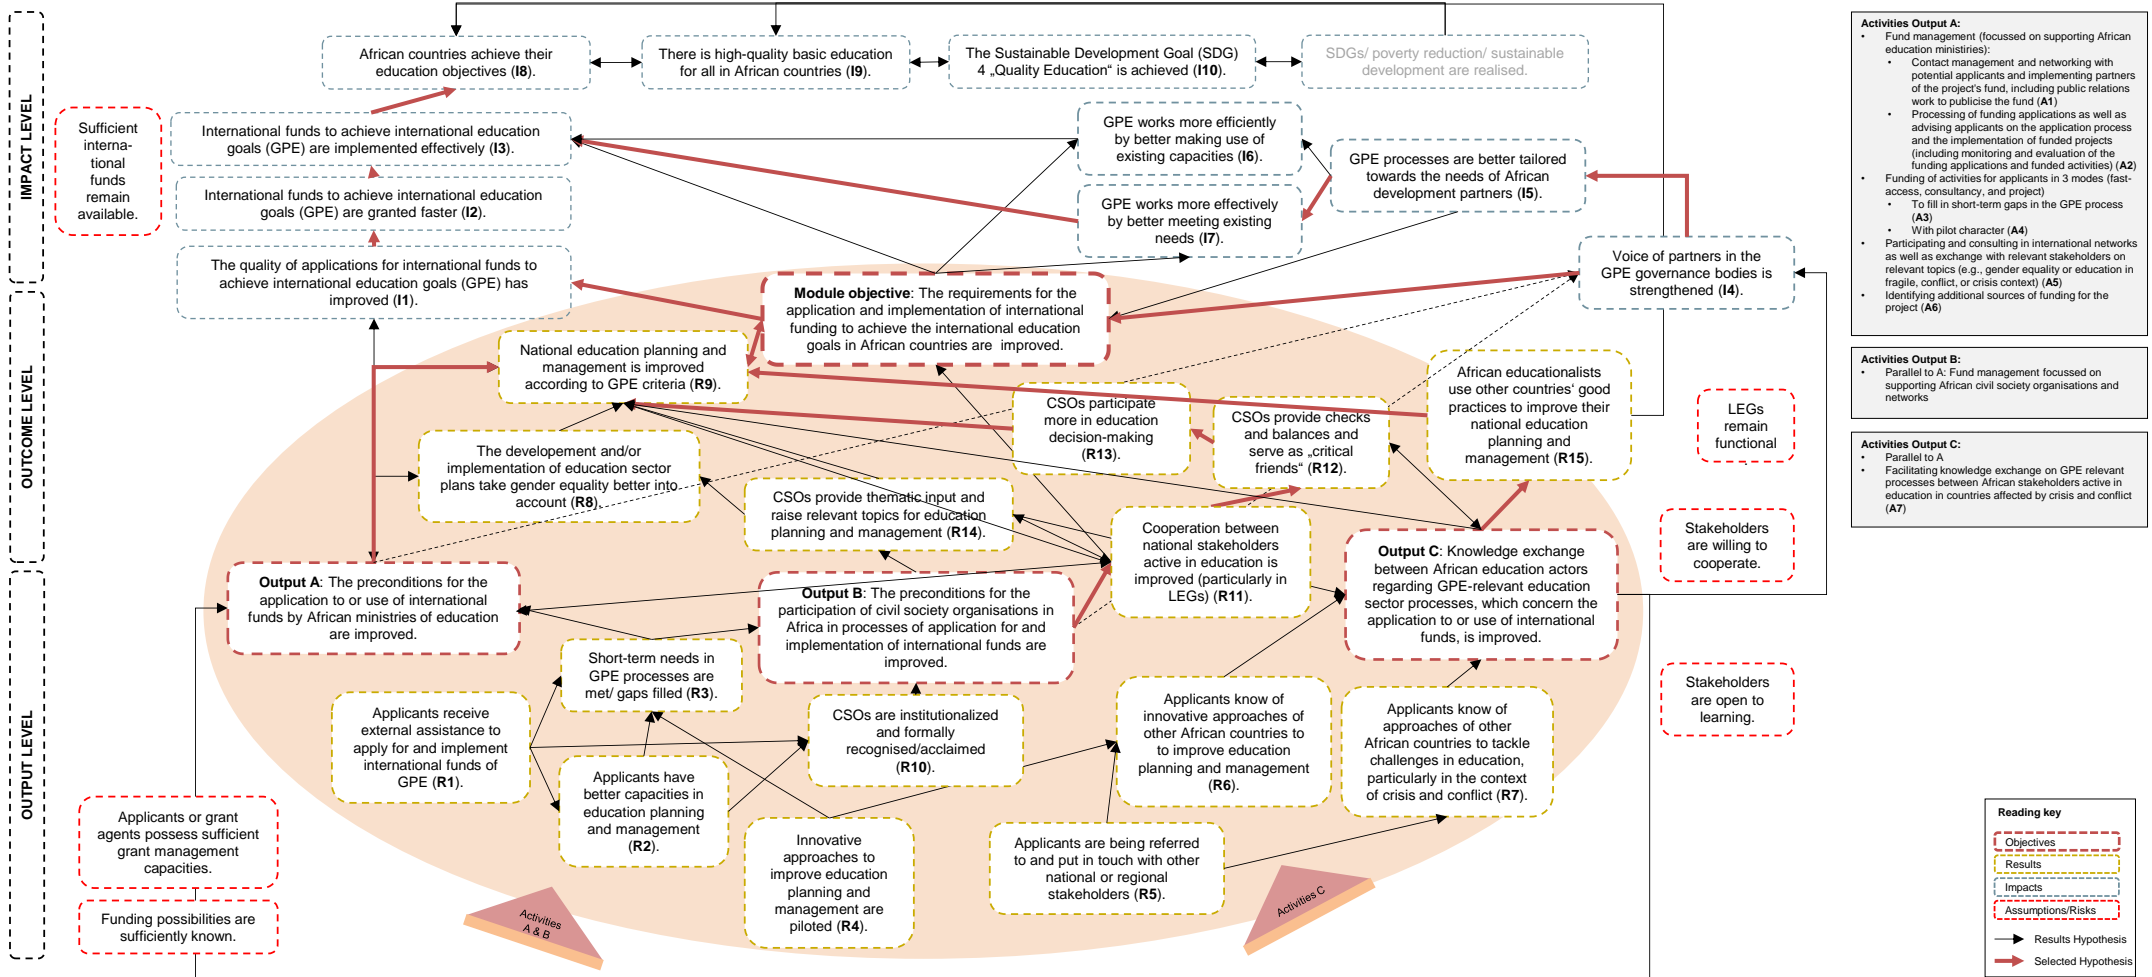 IMPACT LEVEL
OUTCOME LEVEL
OUTPUT LEVEL
African countries achieve their
education objectives (I8).
There is high-quality basic education
for all in African countries (I9).
The Sustainable Development Goal (SDG)
4 „Quality Education“ is achieved (I10).
SDGs/ poverty reduction/ sustainable
development are realised.
Sufficient
interna-
tional
funds
remain
available.
International funds to achieve international education
goals (GPE) are implemented effectively (I3).
International funds to achieve international education
goals (GPE) are granted faster (I2).
The quality of applications for international funds to
achieve international education goals (GPE) has
improved (I1).
GPE works more efficiently
by better making use of
existing capacities (I6).
GPE works more effectively
by better meeting existing
needs (I7).
GPE processes are better tailored
towards the needs of African
development partners (I5).
Voice of partners in the
GPE governance bodies is
strengthened (I4).
Module objective: The requirements for the
application and implementation of international
funding to achieve the international education
goals in African countries are  improved.
National education planning and
management is improved
according to GPE criteria (R9).
The developement and/or
implementation of education sector
plans take gender equality better into
account (R8).
CSOs participate
more in education
decision-making
(R13).
CSOs provide checks
and balances and
serve as „critical
friends“ (R12).
African educationalists
use other countries‘ good
practices to improve their
national education
planning and
management (R15).
LEGs
remain
functional
.
CSOs provide thematic input and
raise relevant topics for education
planning and management (R14).
Cooperation between
national stakeholders
active in education is
improved (particularly in
LEGs) (R11).
Stakeholders
are willing to
cooperate.
Output A: The preconditions for the
application to or use of international
funds by African ministries of education
are improved.
Output B: The preconditions for the
participation of civil society organisations in
Africa in processes of application for and
implementation of international funds are
improved.
Output C: Knowledge exchange
between African education actors
regarding GPE-relevant education
sector processes, which concern the
application to or use of international
funds, is improved.
Stakeholders
are open to
learning.
Short-term needs in
GPE processes are
met/ gaps filled (R3).
Applicants receive
external assistance to
apply for and implement
international funds of
GPE (R1).
Applicants have
better capacities in
education planning
and management
(R2).
CSOs are institutionalized
and formally
recognised/acclaimed
(R10).
Innovative
approaches to
improve education
planning and
management are
piloted (R4).
Applicants know of
innovative approaches of
other African countries to
to improve education
planning and management
(R6).
Applicants are being referred
to and put in touch with other
national or regional
stakeholders (R5).
Applicants know of
approaches of other
African countries to tackle
challenges in education,
particularly in the context
of crisis and conflict (R7).
Applicants or grant
agents possess sufficient
grant management
capacities.
Funding possibilities are
sufficiently known.
Activities
A & B
Activities C
Activities Output A:
• Fund management (focussed on supporting African
education ministiries):
• Contact management and networking with
potential applicants and implementing partners
of the project's fund, including public relations
work to publicise the fund (A1)
• Processing of funding applications as well as
advising applicants on the application process
and the implementation of funded projects
(including monitoring and evaluation of the
funding applications and funded activities) (A2)
• Funding of activities for applicants in 3 modes (fast-
access, consultancy, and project)
• To fill in short-term gaps in the GPE process
(A3)
• With pilot character (A4)
• Participating and consulting in international networks
as well as exchange with relevant stakeholders on
relevant topics (e.g., gender equality or education in
fragile, conflict, or crisis context) (A5)
• Identifying additional sources of funding for the
project (A6)
Activities Output B:
• Parallel to A: Fund management focussed on
supporting African civil society organisations and
networks
Activities Output C:
• Parallel to A
• Facilitating knowledge exchange on GPE relevant
processes between African stakeholders active in
education in countries affected by crisis and conflict
(A7)
Reading key
Objectives
Results
Impacts
Assumptions/Risks
Results Hypothesis
Selected Hypothesis